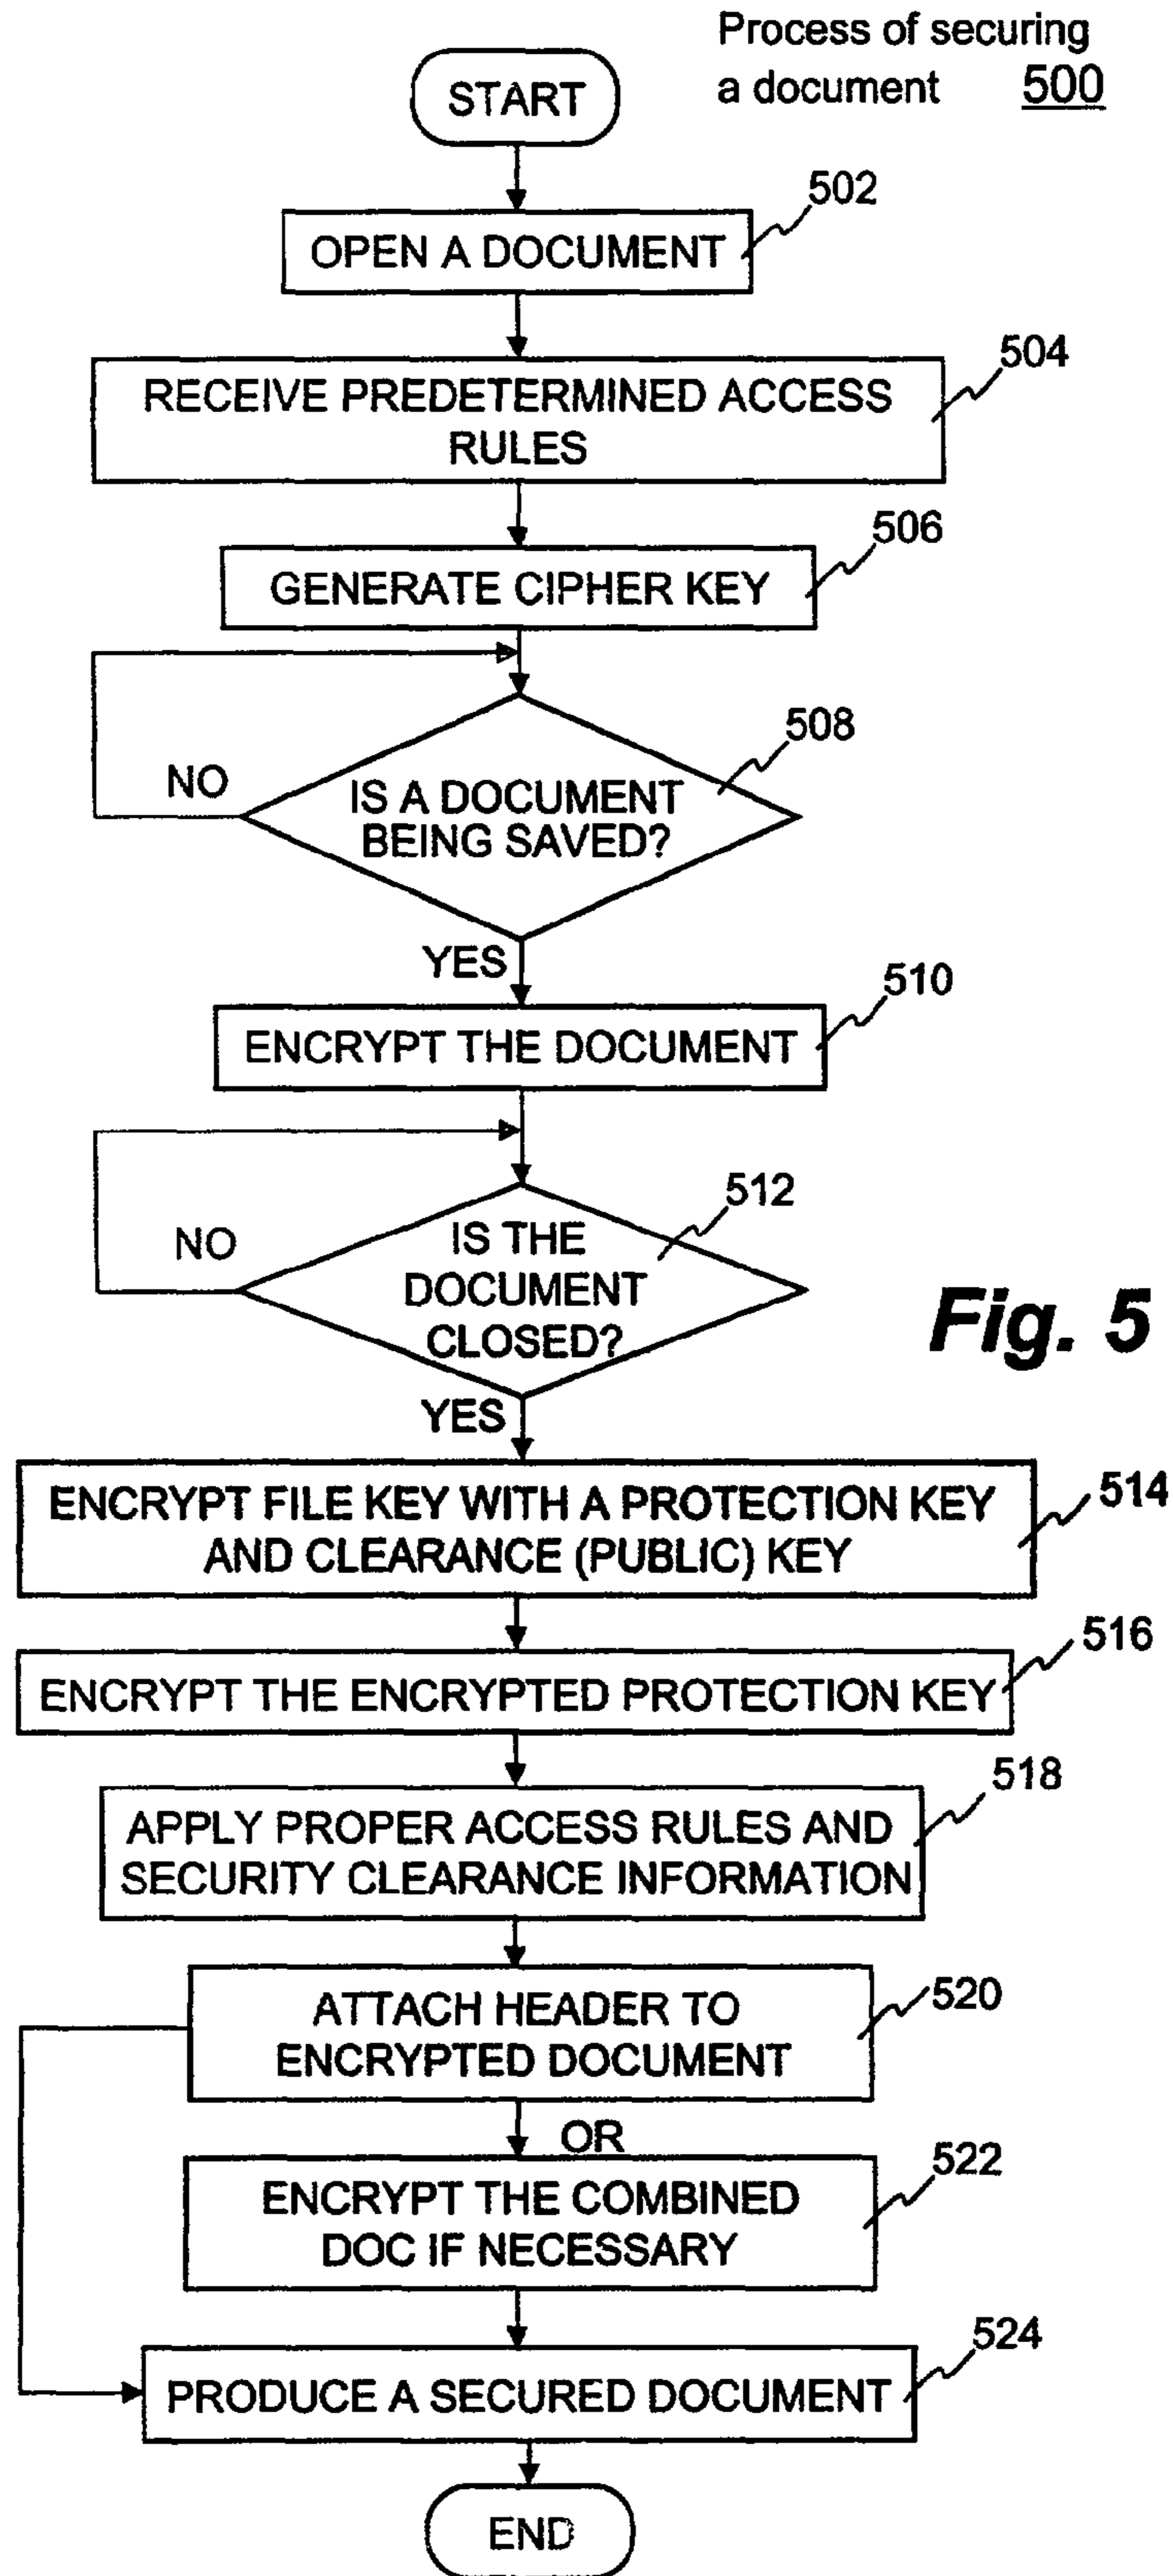 Process of securing
a document 500
START
502
OPEN A DOCUMENT
504
RECEIVE PREDETERMINED ACCESS
RULES
506
GENERATE CIPHER KEY
508
NO
IS A DOCUMENT
BEING SAVED?
YES
510
ENCRYPT THE DOCUMENT
512
NO
IS THE
DOCUMENT
CLOSED?
Fig. 5
YES
ENCRYPT FILE KEY WITH A PROTECTION KEY
AND CLEARANCE (PUBLIC) KEY
514
516
ENCRYPT THE ENCRYPTED PROTECTION KEY
518
APPLY PROPER ACCESS RULES AND
SECURITY CLEARANCE INFORMATION
520
ATTACH HEADER TO
ENCRYPTED DOCUMENT
OR
522
ENCRYPT THE COMBINED
DOC IF NECESSARY
524
PRODUCE A SECURED DOCUMENT
END